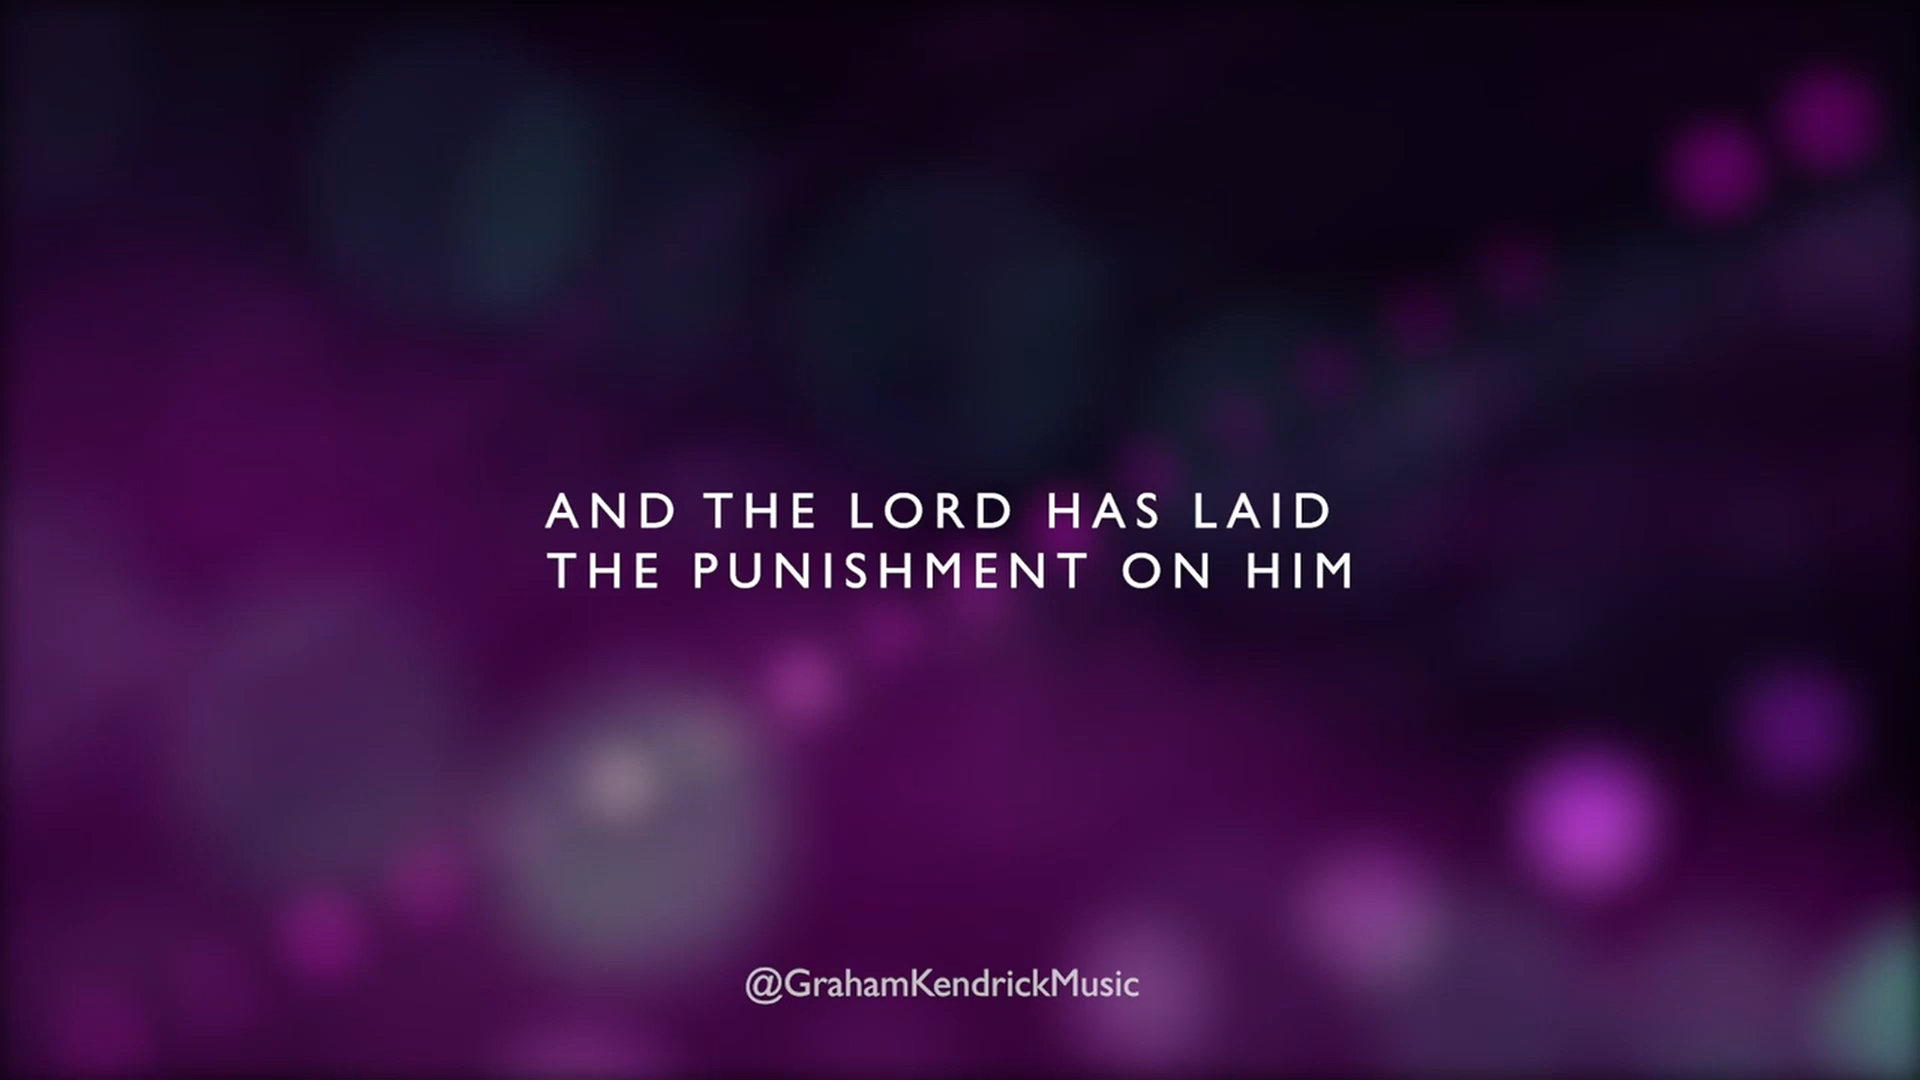 AND THE LORD HAS LAID
THE PUNISHMENT ON HIM
@GrahamKendrickMusic